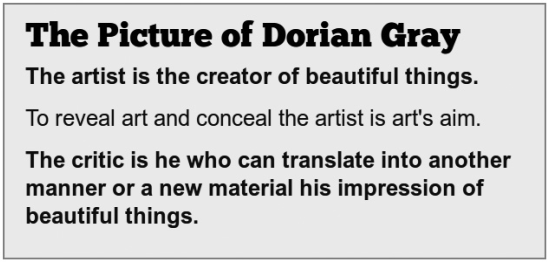 The Picture of Dorian Gray
The artist is the creator of beautiful things.
To reveal art and conceal the artist is art's aim.
The critic is he who can translate into another
manner or a new material his impression of
beautiful things.